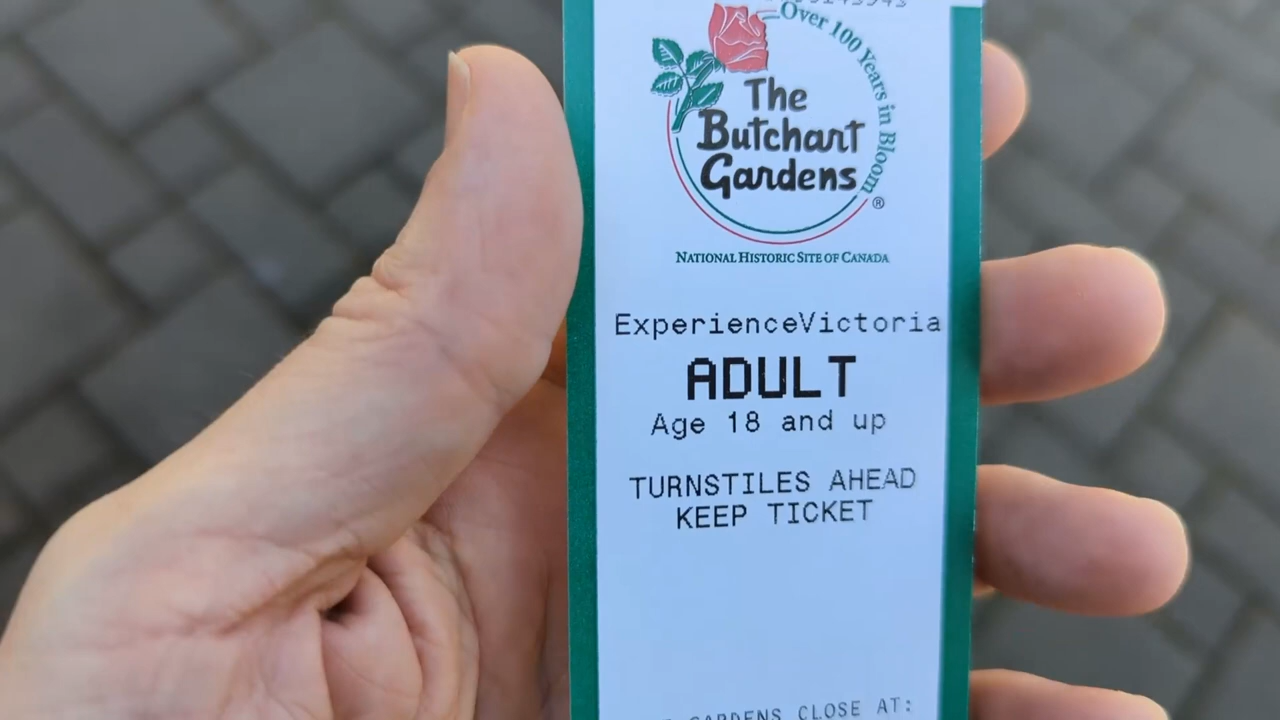 Over 100 Years in Bloom
The
Butchart
Gardens
®
NATIONAL HISTORIC SITE OF CANADA
ExperienceVictoria
ADULT
Age 18 and up
TURNSTILES AHEAD
KEEP TICKET
GARDENS CLOSE AT: